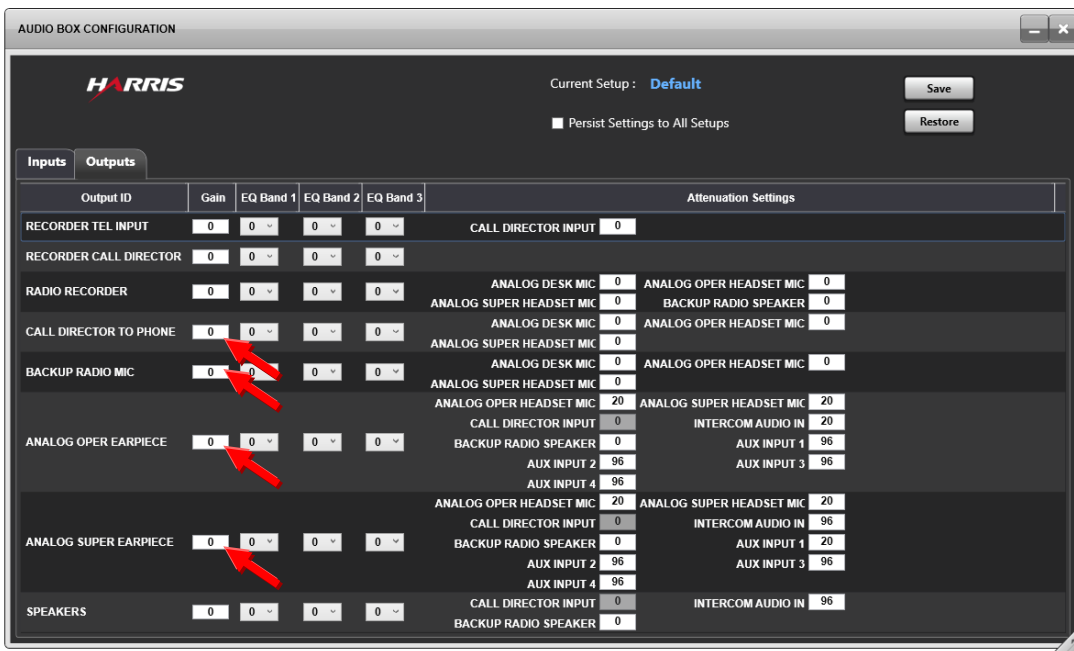 AUDIO BOX CONFIGURATION
HARRIS
Current Setup : Default
Save
Persist Settings to All Setups
Restore
Inputs Outputs
Output ID Gain EQ Band 1 EQ Band 2 EQ Band 3 Attenuation Settings
RECORDER TEL INPUT 0 0 0 0 CALL DIRECTOR INPUT 0
RECORDER CALL DIRECTOR 0 0 0 0
RADIO RECORDER 0 0 0 0
ANALOG DESK MIC 0 ANALOG OPER HEADSET MIC 0
ANALOG SUPER HEADSET MIC 0 BACKUP RADIO SPEAKER 0
CALL DIRECTOR TO PHONE 0 0 0 0
ANALOG DESK MIC 0 ANALOG OPER HEADSET MIC 0
ANALOG SUPER HEADSET MIC 0
BACKUP RADIO MIC 0 0 0 0
ANALOG DESK MIC 0 ANALOG OPER HEADSET MIC 0
ANALOG SUPER HEADSET MIC 0
ANALOG OPER EARPIECE 0 0 0 0
ANALOG OPER HEADSET MIC 20 ANALOG SUPER HEADSET MIC 20
CALL DIRECTOR INPUT 0 INTERCOM AUDIO IN 20
BACKUP RADIO SPEAKER 0 AUX INPUT 1 96
AUX INPUT 2 96 AUX INPUT 3 96
AUX INPUT 4 96
ANALOG SUPER EARPIECE 0 0 0 0
ANALOG OPER HEADSET MIC 20 ANALOG SUPER HEADSET MIC 20
CALL DIRECTOR INPUT 0 INTERCOM AUDIO IN 96
BACKUP RADIO SPEAKER 0 AUX INPUT 1 20
AUX INPUT 2 96 AUX INPUT 3 96
AUX INPUT 4 96
SPEAKERS 0 0 0 0
CALL DIRECTOR INPUT 0 INTERCOM AUDIO IN 96
BACKUP RADIO SPEAKER 0